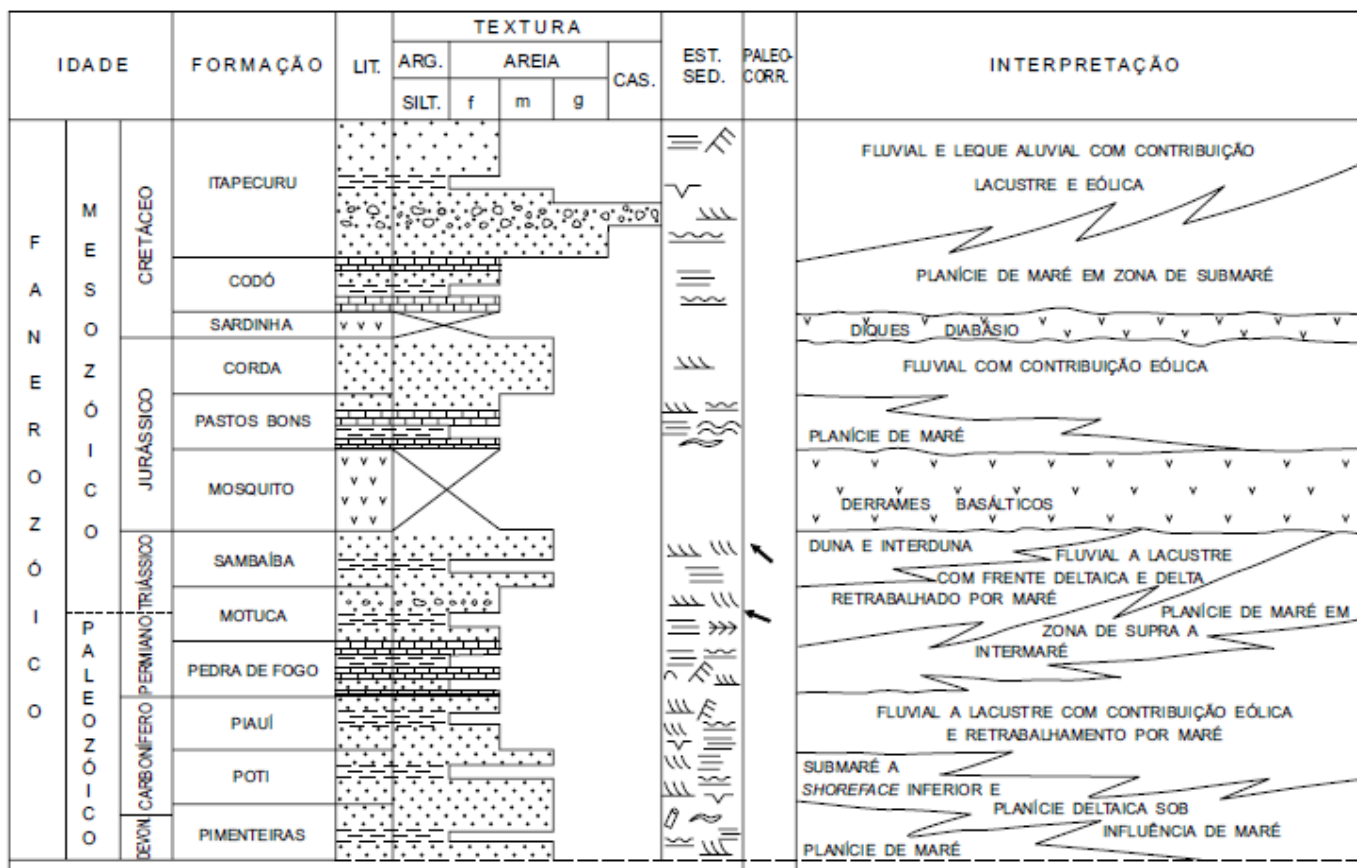 IDADE
FORMAÇÃO
LIT.
TEXTURA
ARG.
SILT.
AREIA
f
m
g
CAS.
EST.
SED.
PALEO-
CORR.
INTERPRETAÇÃO
FANEROZÓICO
MESOZÓICO
PALEOZÓICO
CRETÁCEO
JURÁSSICO
TRIÁSSICO
PERMIANO
CARBONÍFERO
DEVON.
ITAPECURU
CODÓ
SARDINHA
CORDA
PASTOS BONS
MOSQUITO
SAMBAÍBA
MOTUCA
PEDRA DE FOGO
PIAUÍ
POTI
PIMENTEIRAS
FLUVIAL E LEQUE ALUVIAL COM CONTRIBUIÇÃO
LACUSTRE E EÓLICA
PLANÍCIE DE MARÉ EM ZONA DE SUBMARÉ
DIQUES DIABÁSIO
FLUVIAL COM CONTRIBUIÇÃO EÓLICA
PLANÍCIE DE MARÉ
DERRAMES BASÁLTICOS
DUNA E INTERDUNA
FLUVIAL A LACUSTRE
COM FRENTE DELTAICA E DELTA
RETRABALHADO POR MARÉ
PLANÍCIE DE MARÉ EM
ZONA DE SUPRA A
INTERMARÉ
FLUVIAL A LACUSTRE COM CONTRIBUIÇÃO EÓLICA
E RETRABALHAMENTO POR MARÉ
SUBMARÉ A
SHOREFACE INFERIOR E
PLANÍCIE DELTAICA SOB
INFLUÊNCIA DE MARÉ
PLANÍCIE DE MARÉ